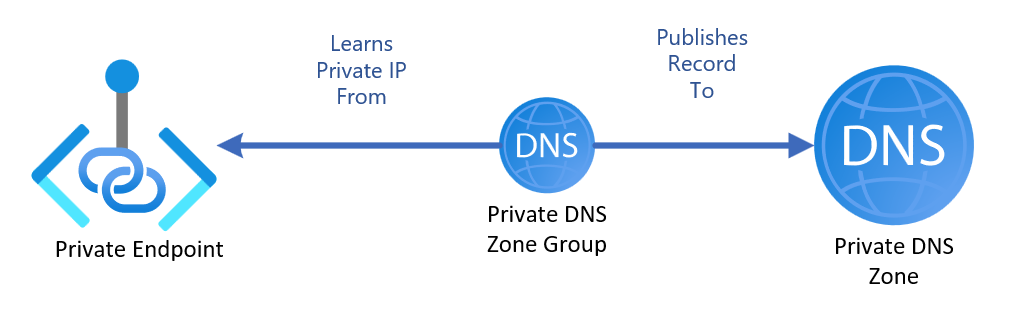 Learns
Private IP
From
Publishes
Record
To
DNS
DNS
Private Endpoint
Private DNS
Zone Group
Private DNS
Zone